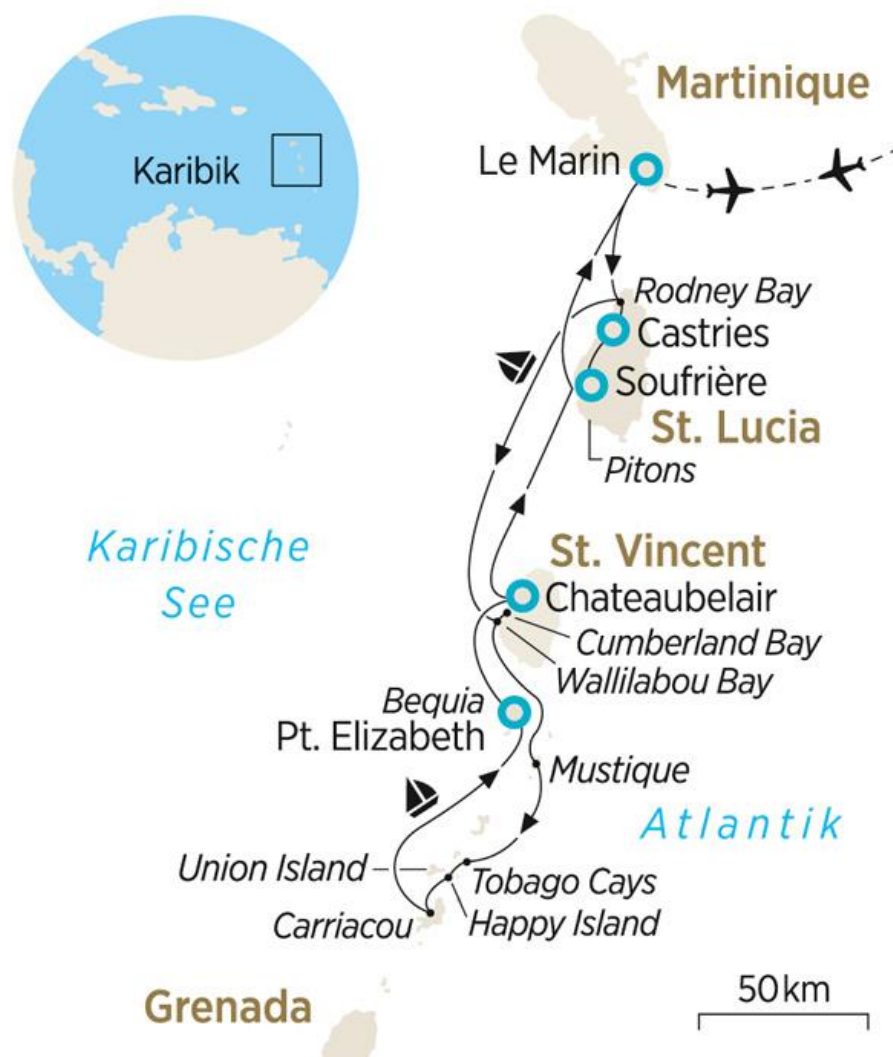 Martinique
Karibik
Le Marin
Rodney Bay
Castries
Soufrière
St. Lucia
Pitons
Karibische
See
St. Vincent
Chateaubelair
Cumberland Bay
Wallilabou Bay
Bequia
Pt. Elizabeth
Mustique
Atlantik
Union Island
Tobago Cays
Carriacou
Happy Island
Grenada
50 km